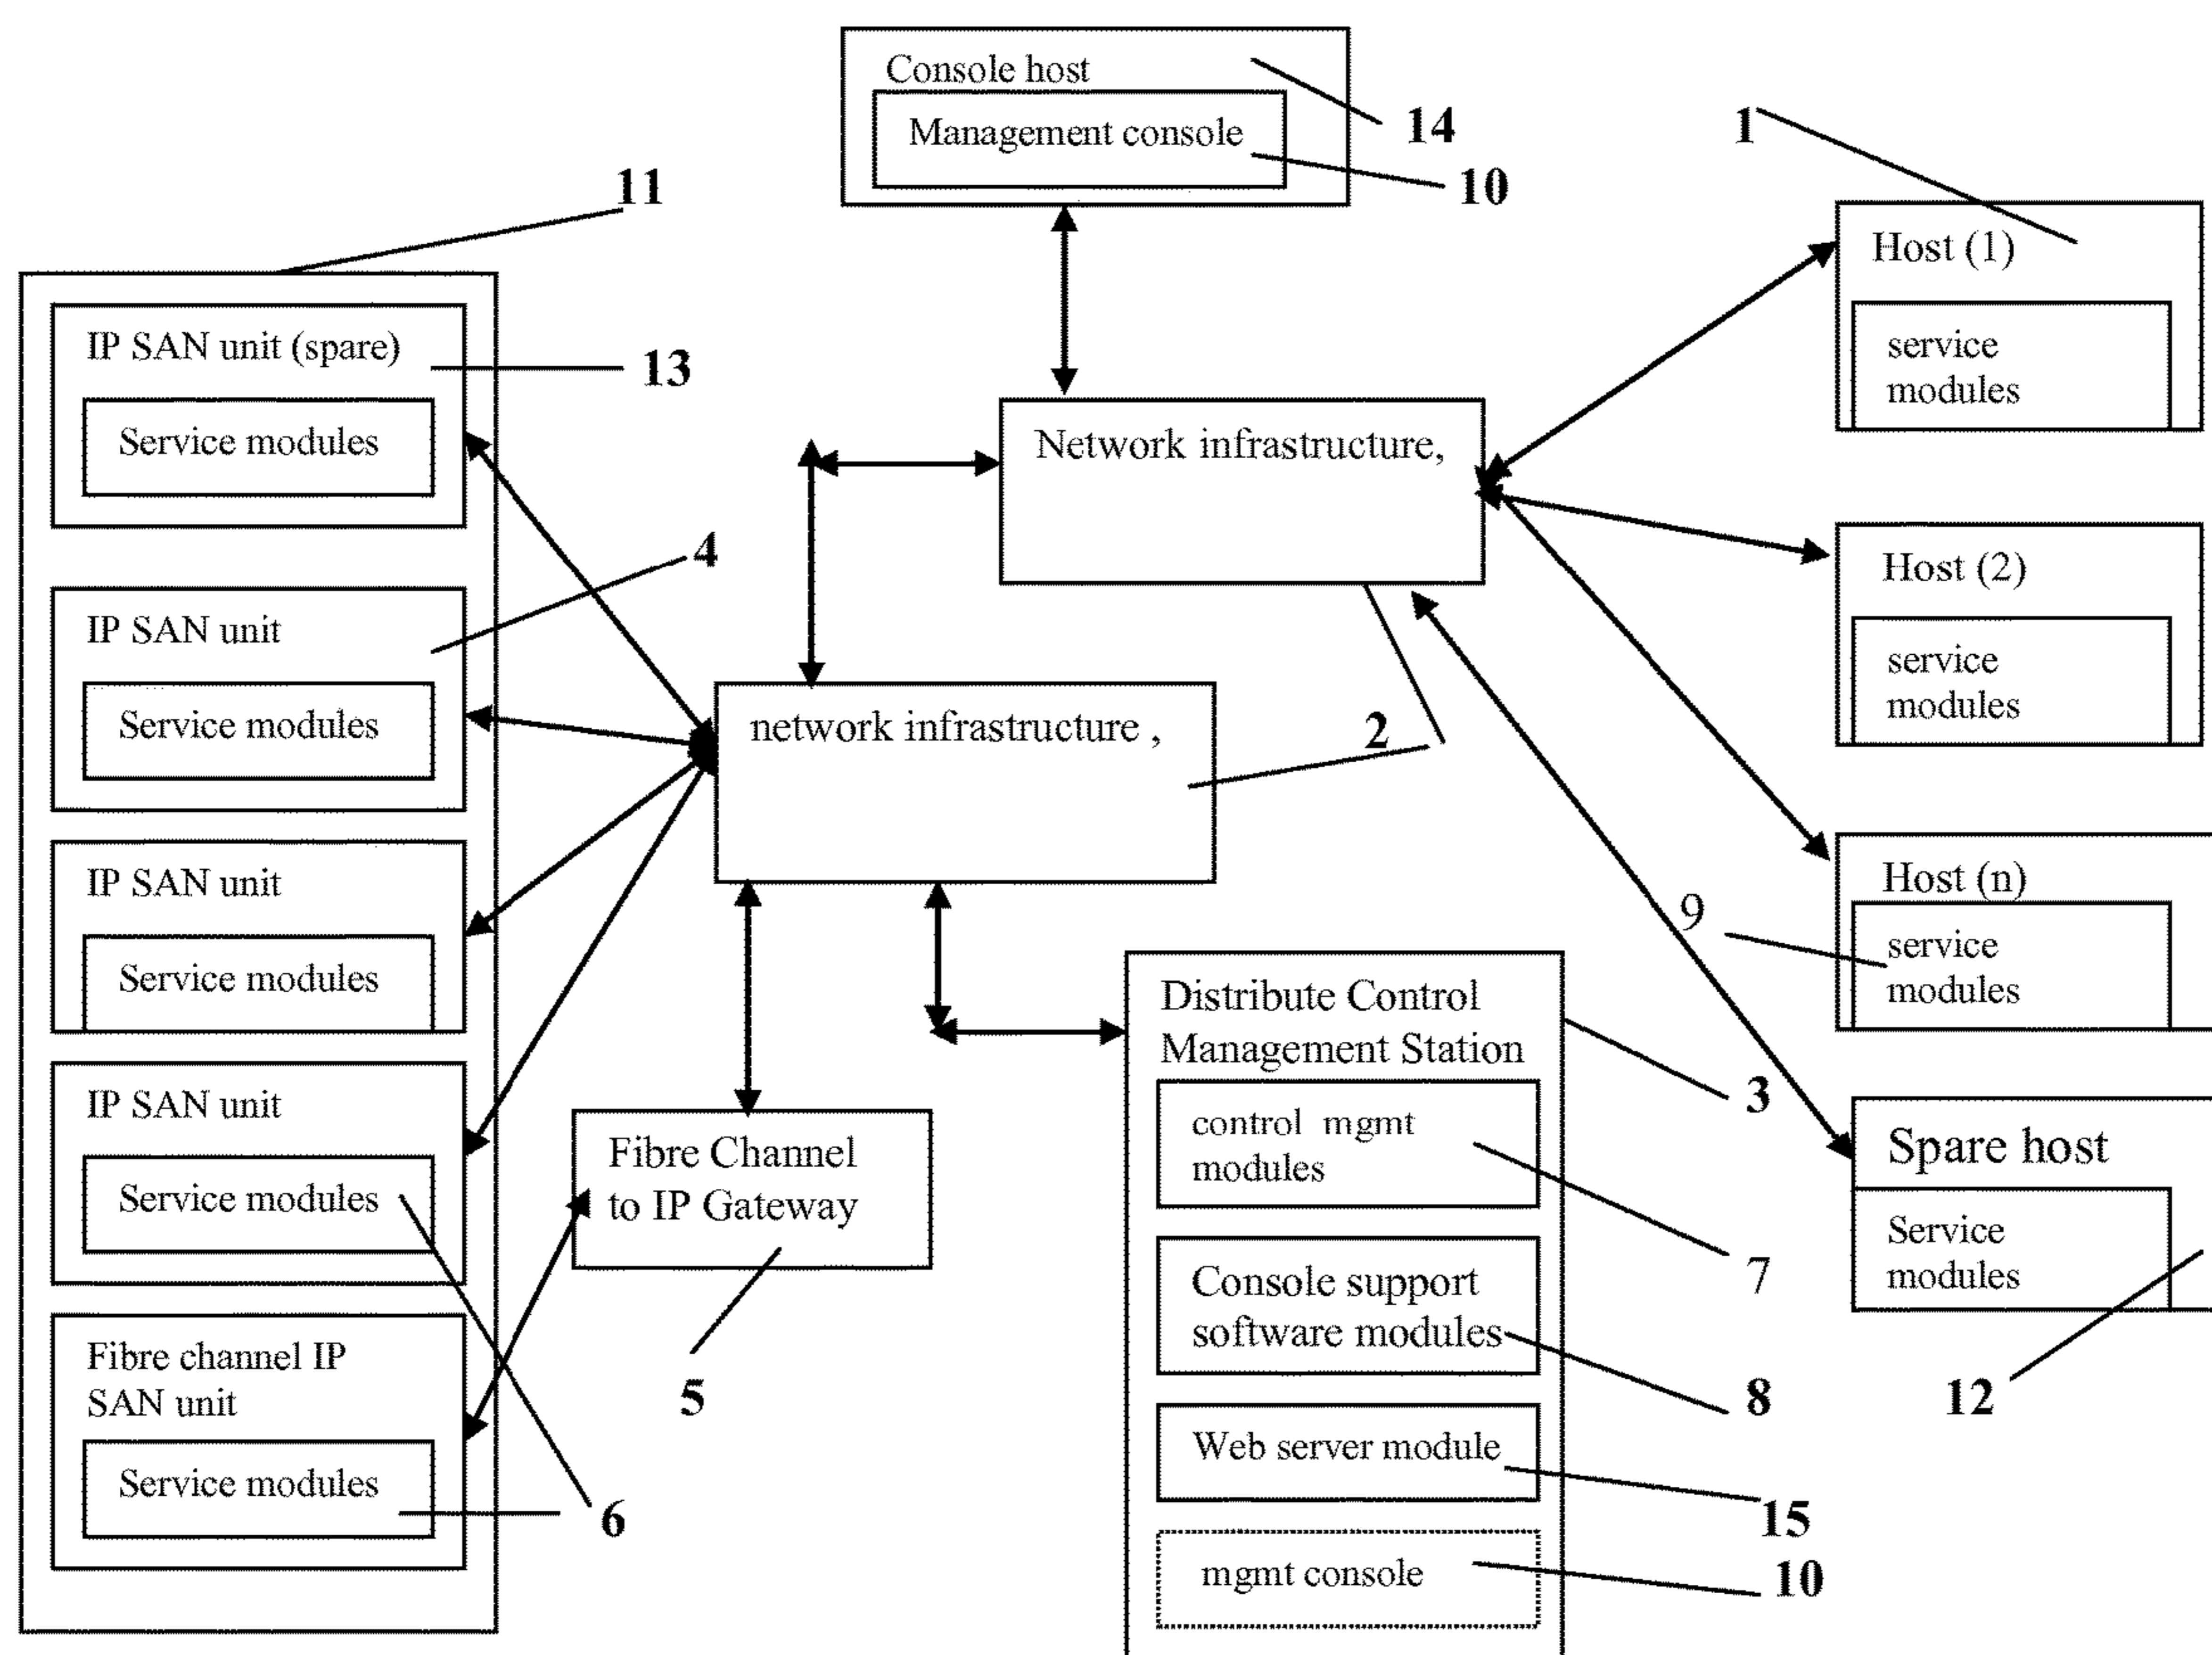 Console host
Management console
14
10
1
11
Host (1)
service
modules
IP SAN unit (spare)
13
Service modules
Network infrastructure,
4
Host (2)
service
modules
IP SAN unit
Service modules
network infrastructure ,
2
IP SAN unit
Service modules
Host (n)
9
service
modules
Distribute Control
Management Station
3
IP SAN unit
Service modules
Fibre Channel
to IP Gateway
5
control mgmt
modules
7
Spare host
Service
modules
12
Console support
software modules
8
Fibre channel IP
SAN unit
Service modules
6
Web server module
15
mgmt console
10